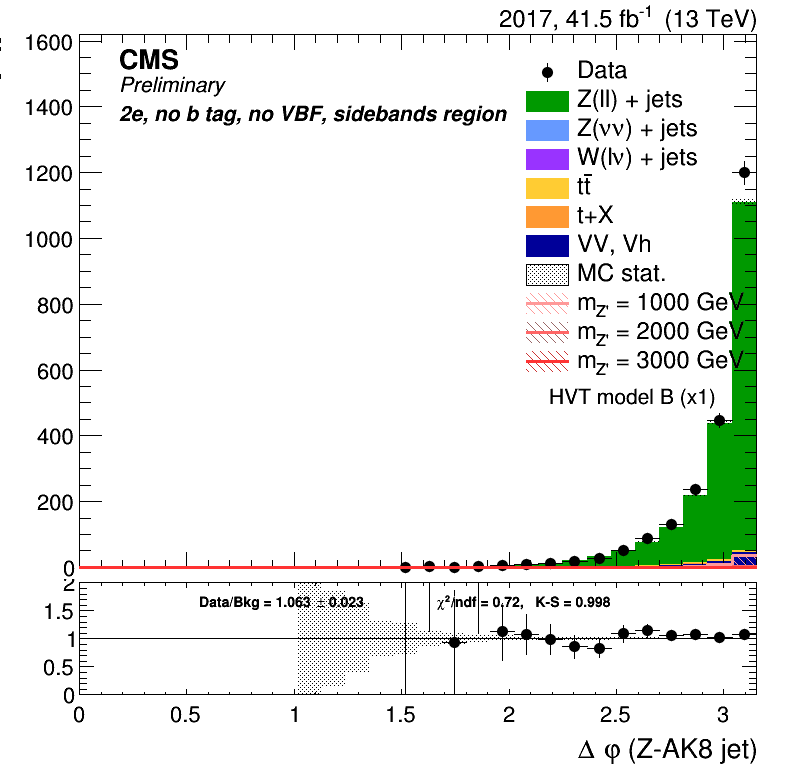 2017, 41.5 fb⁻¹ (13 TeV)
CMS
Preliminary
2e, no b tag, no VBF, sidebands region
Data
Z(ll) + jets
Z(νν) + jets
W(lν) + jets
tt̄
t+X
VV, Vh
MC stat.
m_Z' = 1000 GeV
m_Z' = 2000 GeV
m_Z' = 3000 GeV
HVT model B (x1)
1600
1400
1200
1000
800
600
400
200
0
Data/Bkg = 1.063 ± 0.023 χ²/ndf = 0.72, K-S = 0.998
2
1.5
1
0.5
0
0 0.5 1 1.5 2 2.5 3
Δ φ (Z-AK8 jet)